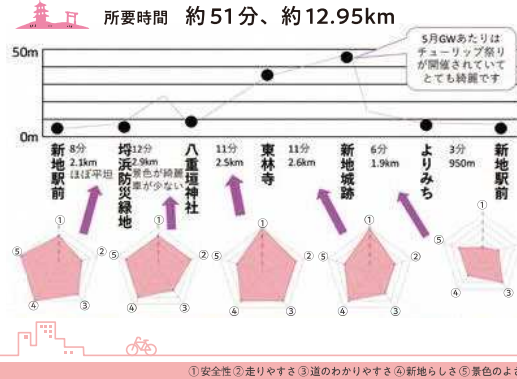 所要時間 約51分、約12.95km
50m
0m
5月GWあたりは
チューリップ祭り
が開催されていて
とても綺麗です
新地駅前
8分
2.1km
ほぼ平坦
埒浜防災緑地
12分
2.9km
景色が綺麗
車が少ない
八重垣神社
11分
2.5km
東林寺
11分
2.6km
新地城跡
6分
1.9km
よりみち
3分
950m
新地駅前
①
②
③
④
⑤
①
②
③
④
⑤
①
②
③
④
①
②
③
④
①
②
③
④
⑤
①安全性②走りやすさ③道のわかりやすさ④新地らしさ⑤景色のよさ